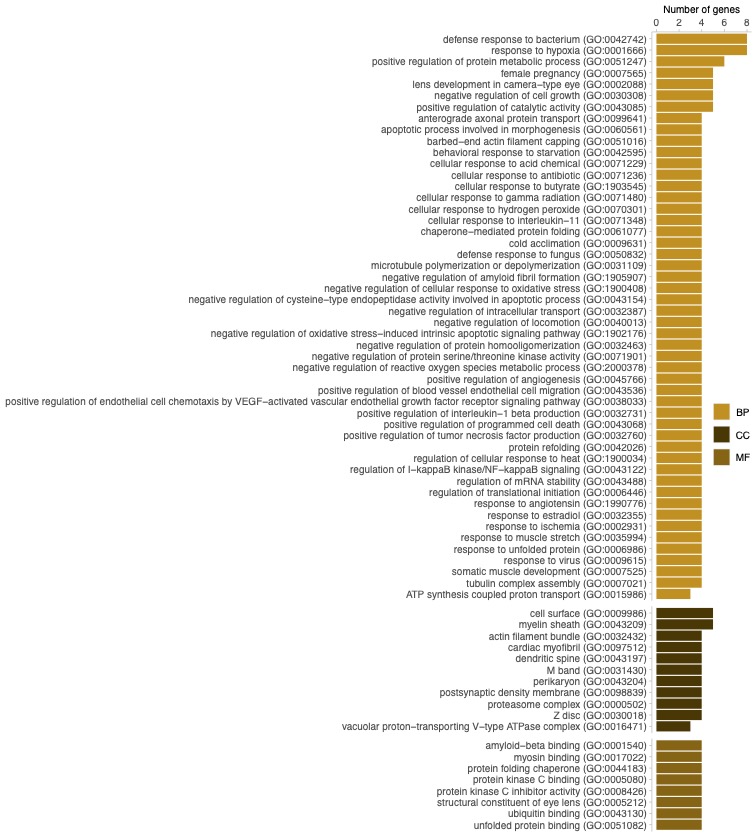 Number of genes
0 2 4 6 8
defense response to bacterium (GO:0042742)
response to hypoxia (GO:0001666)
positive regulation of protein metabolic process (GO:0051247)
female pregnancy (GO:0007565)
lens development in camera−type eye (GO:0002088)
negative regulation of cell growth (GO:0030308)
positive regulation of catalytic activity (GO:0043085)
anterograde axonal protein transport (GO:0099641)
apoptotic process involved in morphogenesis (GO:0060561)
barbed−end actin filament capping (GO:0051016)
behavioral response to starvation (GO:0042595)
cellular response to acid chemical (GO:0071229)
cellular response to antibiotic (GO:0071236)
cellular response to butyrate (GO:1903545)
cellular response to gamma radiation (GO:0071480)
cellular response to hydrogen peroxide (GO:0070301)
cellular response to interleukin−11 (GO:0071348)
chaperone−mediated protein folding (GO:0061077)
cold acclimation (GO:0009631)
defense response to fungus (GO:0050832)
microtubule polymerization or depolymerization (GO:0031109)
negative regulation of amyloid fibril formation (GO:1905907)
negative regulation of cellular response to oxidative stress (GO:1900408)
negative regulation of cysteine−type endopeptidase activity involved in apoptotic process (GO:0043154)
negative regulation of intracellular transport (GO:0032387)
negative regulation of locomotion (GO:0040013)
negative regulation of oxidative stress−induced intrinsic apoptotic signaling pathway (GO:1902176)
negative regulation of protein homooligomerization (GO:0032463)
negative regulation of protein serine/threonine kinase activity (GO:0071901)
negative regulation of reactive oxygen species metabolic process (GO:2000378)
positive regulation of angiogenesis (GO:0045766)
positive regulation of blood vessel endothelial cell migration (GO:0043536)
positive regulation of endothelial cell chemotaxis by VEGF−activated vascular endothelial growth factor receptor signaling pathway (GO:0038033)
positive regulation of interleukin−1 beta production (GO:0032731)
positive regulation of programmed cell death (GO:0043068)
positive regulation of tumor necrosis factor production (GO:0032760)
protein refolding (GO:0042026)
regulation of cellular response to heat (GO:1900034)
regulation of I−kappaB kinase/NF−kappaB signaling (GO:0043122)
regulation of mRNA stability (GO:0043488)
regulation of translational initiation (GO:0006446)
response to angiotensin (GO:1990776)
response to estradiol (GO:0032355)
response to ischemia (GO:0002931)
response to muscle stretch (GO:0035994)
response to unfolded protein (GO:0006986)
response to virus (GO:0009615)
somatic muscle development (GO:0007525)
tubulin complex assembly (GO:0007021)
ATP synthesis coupled proton transport (GO:0015986)
cell surface (GO:0009986)
myelin sheath (GO:0043209)
actin filament bundle (GO:0032432)
cardiac myofibril (GO:0097512)
dendritic spine (GO:0043197)
M band (GO:0031430)
perikaryon (GO:0043204)
postsynaptic density membrane (GO:0098839)
proteasome complex (GO:0000502)
Z disc (GO:0030018)
vacuolar proton−transporting V−type ATPase complex (GO:0016471)
amyloid−beta binding (GO:0001540)
myosin binding (GO:0017022)
protein folding chaperone (GO:0044183)
protein kinase C binding (GO:0005080)
protein kinase C inhibitor activity (GO:0008426)
structural constituent of eye lens (GO:0005212)
ubiquitin binding (GO:0043130)
unfolded protein binding (GO:0051082)
BP
CC
MF